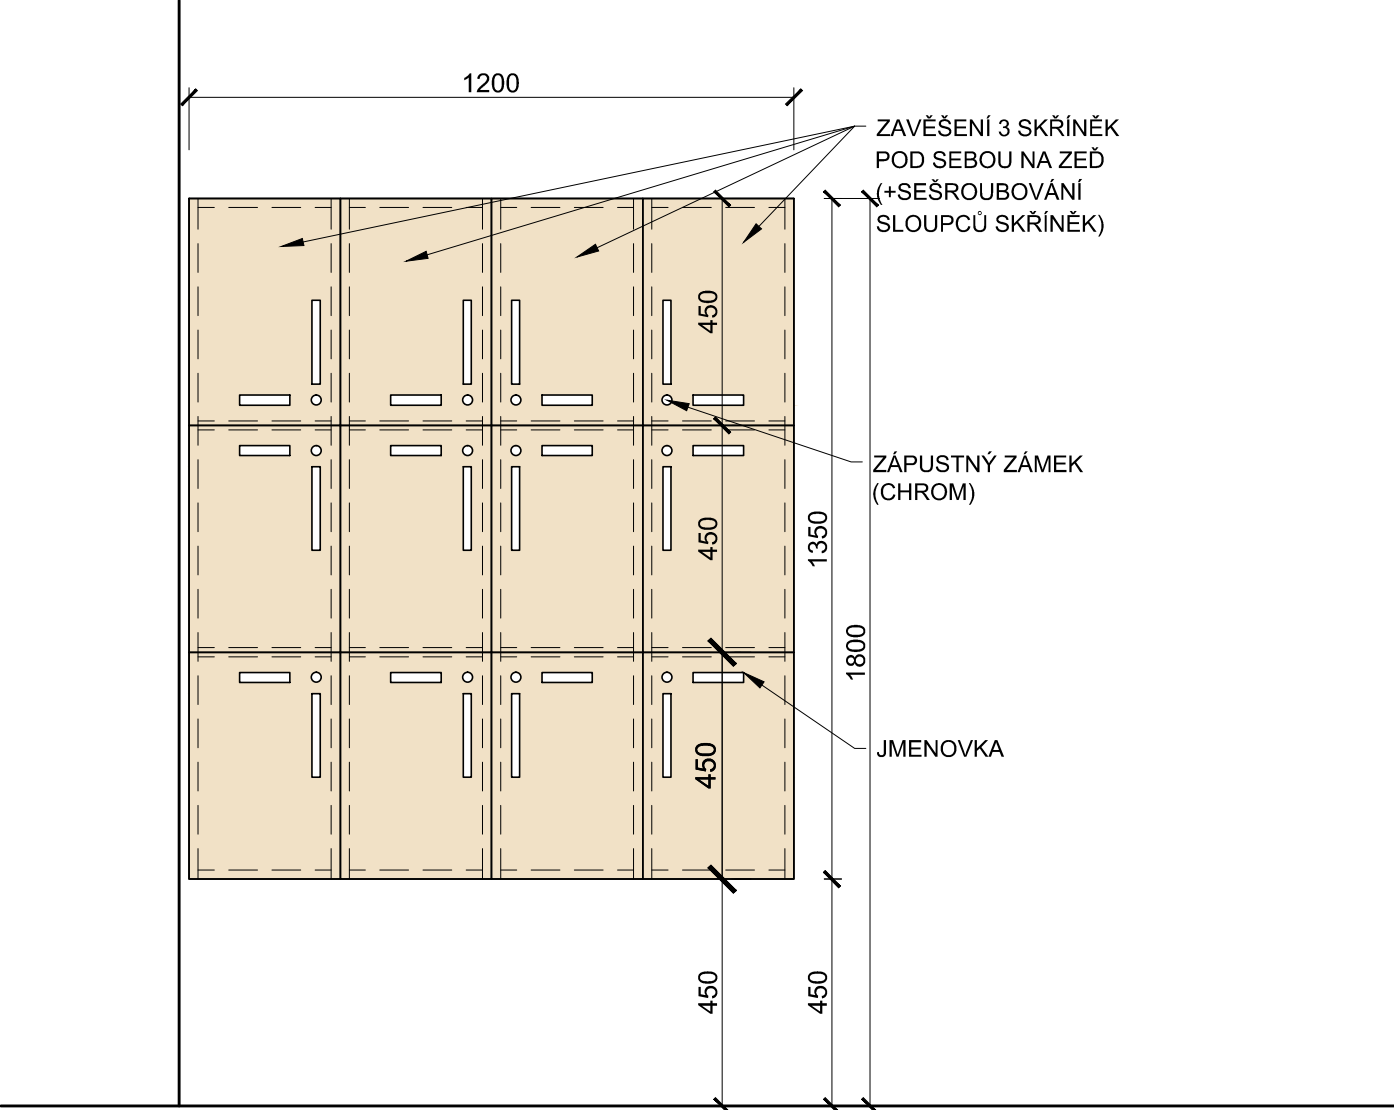 1200
ZAVĚŠENÍ 3 SKŘÍNĚK
POD SEBOU NA ZEĎ
(+SEŠROUBOVÁNÍ
SLOUPCŮ SKŘÍNĚK)
450
ZÁPUSTNÝ ZÁMEK
(CHROM)
450
1350
1800
450
JMENOVKA
450
450